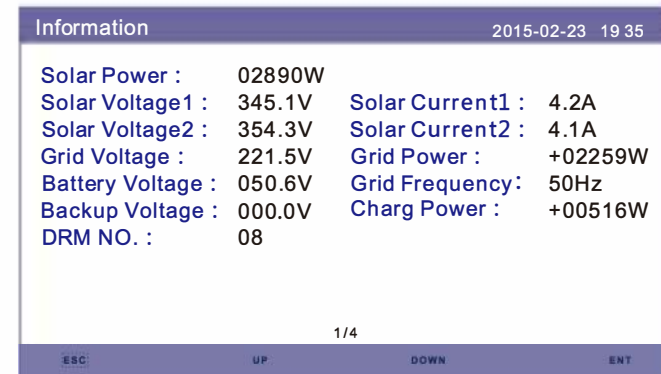 Information 2015-02-23 19 35
Solar Power : 02890W
Solar Voltage1 : 345.1V Solar Current1 : 4.2A
Solar Voltage2 : 354.3V Solar Current2 : 4.1A
Grid Voltage : 221.5V Grid Power : +02259W
Battery Voltage : 050.6V Grid Frequency: 50Hz
Backup Voltage : 000.0V Charg Power : +00516W
DRM NO. : 08
1/4
ESC UP DOWN ENT